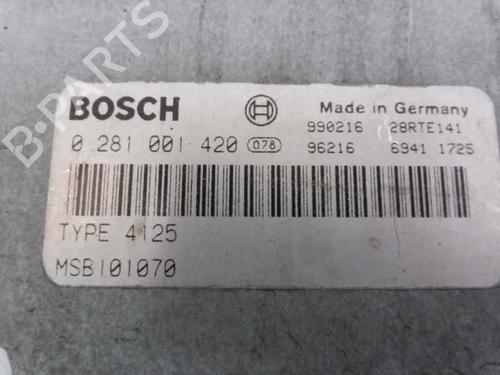 B-PARTS
BOSCH
Made in Germany
0 281 001 420 078
990216 28RTE141
96216 6941 1725
TYPE 4125
MSB101070